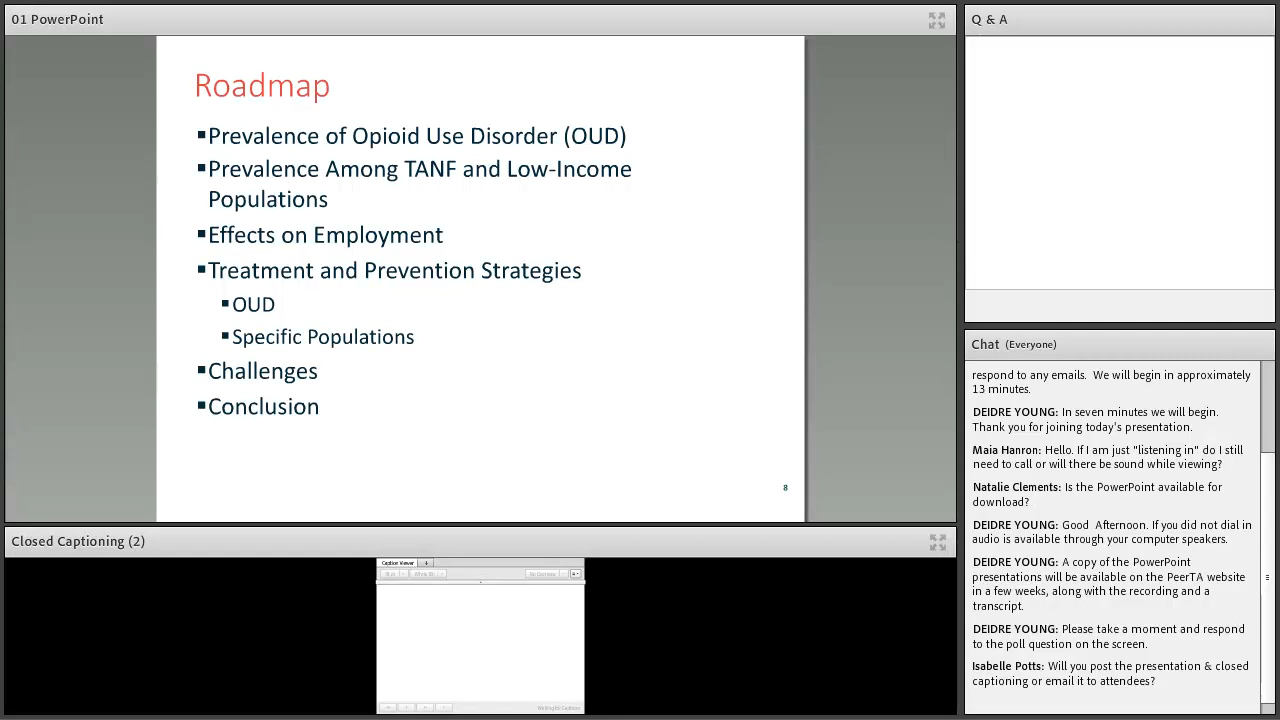 01 PowerPoint
Roadmap
▪Prevalence of Opioid Use Disorder (OUD)
▪Prevalence Among TANF and Low-Income
Populations
▪Effects on Employment
▪Treatment and Prevention Strategies
▪OUD
▪Specific Populations
▪Challenges
▪Conclusion
8
Closed Captioning (2)
Caption Viewer
Q & A
Chat (Everyone)
respond to any emails. We will begin in approximately
13 minutes.
DEIDRE YOUNG: In seven minutes we will begin.
Thank you for joining today's presentation.
Maia Hanron: Hello. If I am just "listening in" do I still
need to call or will there be sound while viewing?
Natalie Clements: Is the PowerPoint available for
download?
DEIDRE YOUNG: Good Afternoon. If you did not dial in
audio is available through your computer speakers.
DEIDRE YOUNG: A copy of the PowerPoint
presentations will be available on the PeerTA website
in a few weeks, along with the recording and a
transcript.
DEIDRE YOUNG: Please take a moment and respond
to the poll question on the screen.
Isabelle Potts: Will you post the presentation & closed
captioning or email it to attendees?